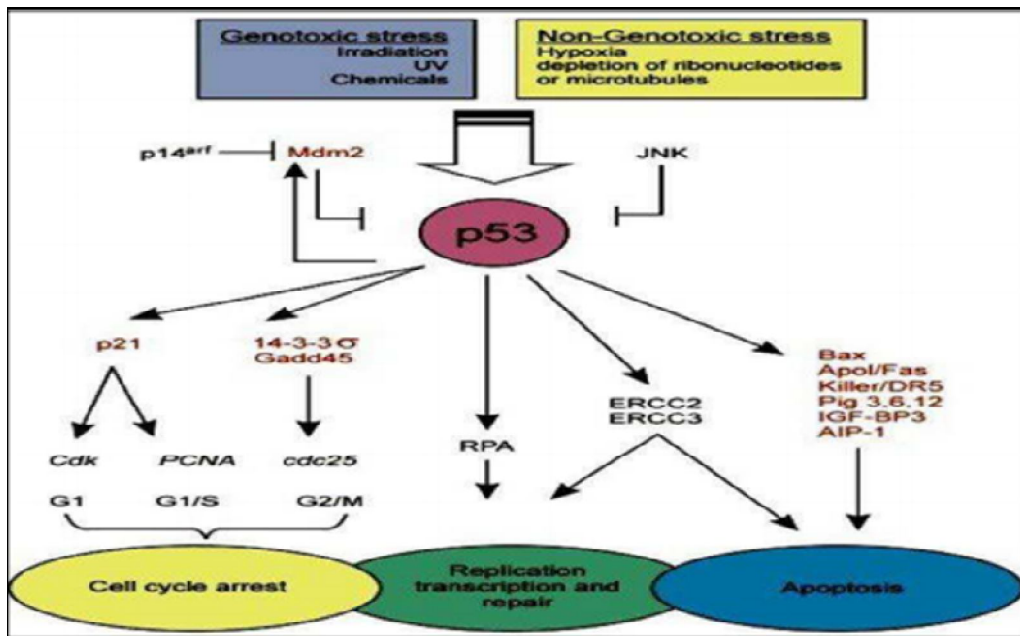 Genotoxic stress
Irradiation
UV
Chemicals
Non-Genotoxic stress
Hypoxia
depletion of ribonucleotides
or microtubules
p14arf
Mdm2
JNK
p53
p21
14-3-3σ
Gadd45
Bax
Apol/Fas
Killer/DR5
Pig 3.6.12
IGF-BP3
AIP-1
ERCC2
ERCC3
RPA
Cdk
PCNA
cdc25
G1
G1/S
G2/M
Cell cycle arrest
Replication
transcription and
repair
Apoptosis